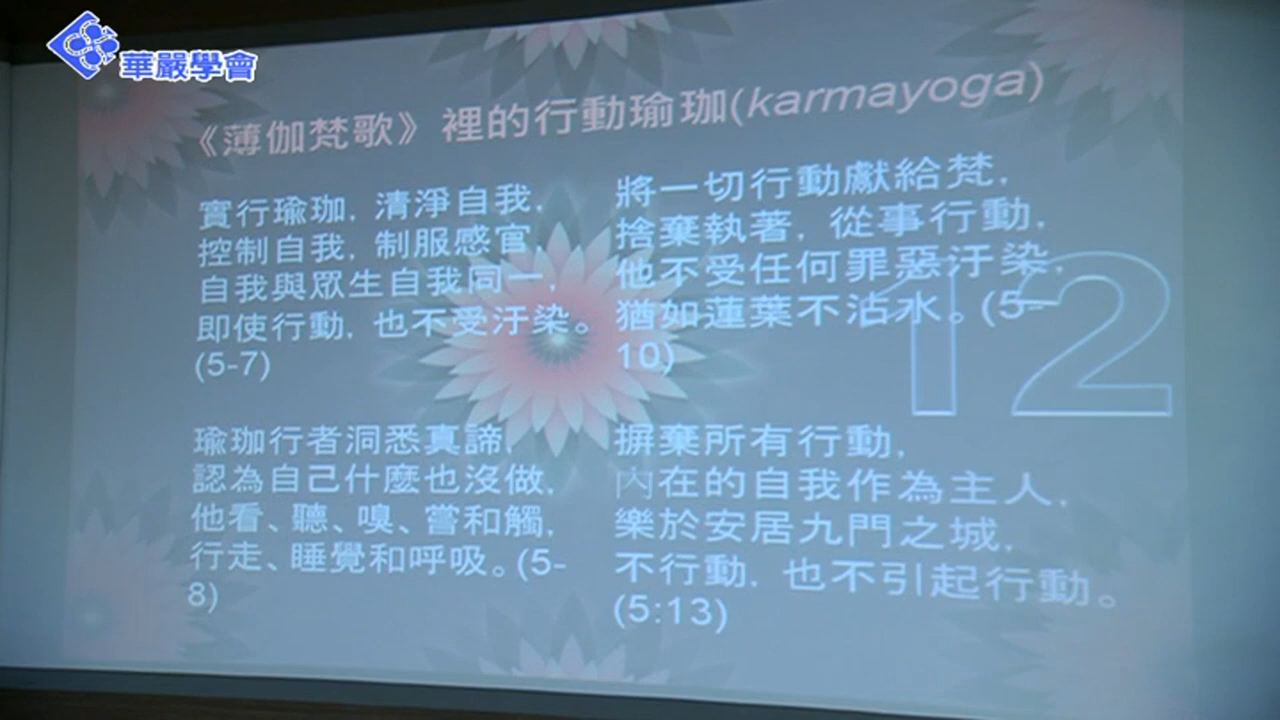 華嚴學會
《薄伽梵歌》裡的行動瑜珈(karmayoga)
實行瑜珈，清淨自我，
控制自我，制服感官，
自我與眾生自我同一，
即使行動，也不受汙染。
(5-7)
瑜珈行者洞悉真諦，
認為自己什麼也沒做，
他看、聽、嗅、嘗和觸，
行走、睡覺和呼吸。(5-
8)
將一切行動獻給梵，
捨棄執著，從事行動，
他不受任何罪惡汙染，
猶如蓮葉不沾水。(5-
10)
摒棄所有行動，
內在的自我作為主人，
樂於安居九門之城，
不行動，也不引起行動。
(5:13)
12